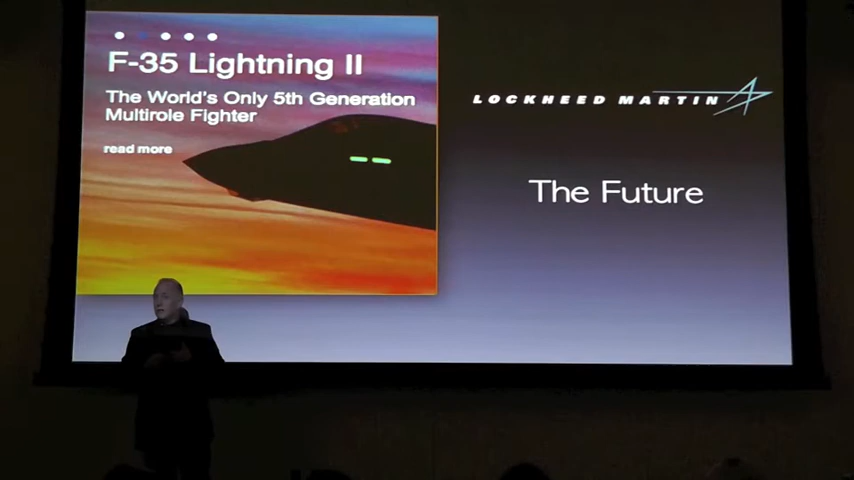 F-35 Lightning II
The World's Only 5th Generation
Multirole Fighter
read more
LOCKHEED MARTIN
The Future